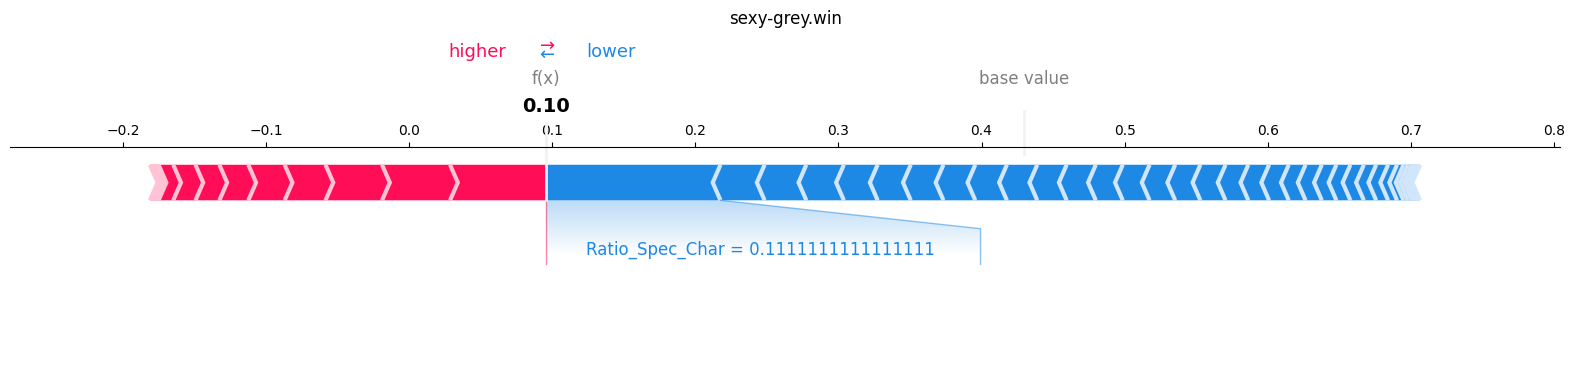 sexy-grey.win
higher ⇄ lower
f(x) base value
0.10
−0.2 −0.1 0.0 0.1 0.2 0.3 0.4 0.5 0.6 0.7 0.8
Ratio_Spec_Char = 0.1111111111111111